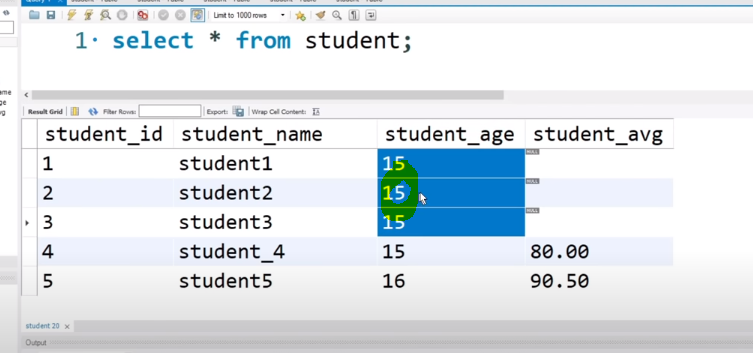 Limit to 1000 rows
1 select * from student;
Result Grid Filter Rows: Export: Wrap Cell Content:
student_id student_name student_age student_avg
1 student1 15 NULL
2 student2 15 NULL
3 student3 15 NULL
4 student_4 15 80.00
5 student5 16 90.50
student 20 ×
Output